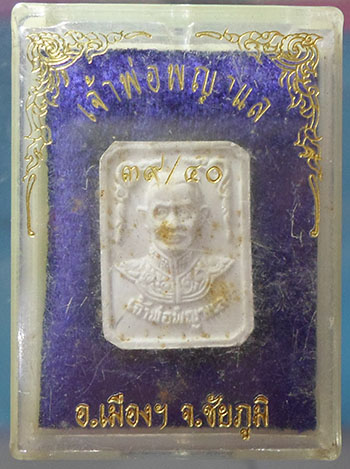 เจ้าพ่อพญาแล
๓๙/๔๐
เจ้าพ่อพญาแล
อ.เมืองฯ จ.ชัยภูมิ